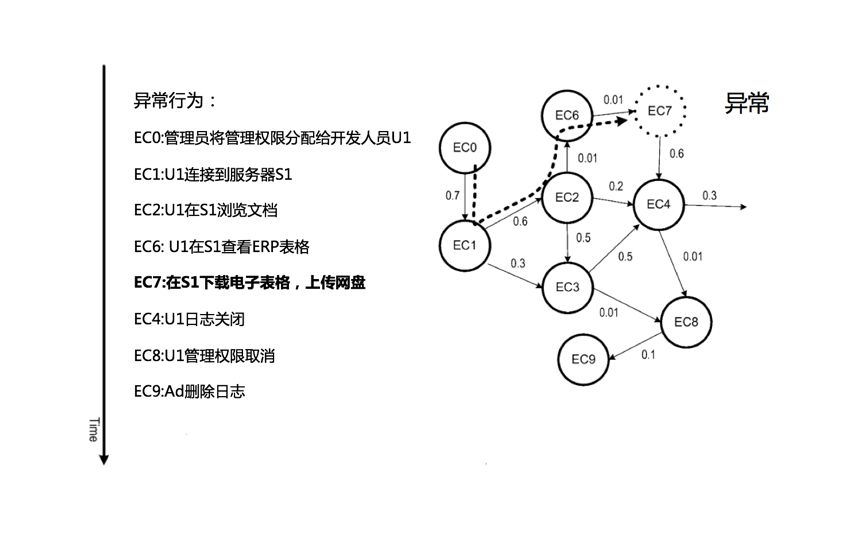 异常行为：
EC0:管理员将管理权限分配给开发人员U1
EC1:U1连接到服务器S1
EC2:U1在S1浏览文档
EC6: U1在S1查看ERP表格
EC7:在S1下载电子表格，上传网盘
EC4:U1日志关闭
EC8:U1管理权限取消
EC9:Ad删除日志
Time
异常
EC6
0.01
EC7
EC0
0.01
0.6
0.7
EC2
0.2
EC4
0.3
0.6
EC1
0.5
0.3
0.5
0.01
EC3
0.01
EC8
EC9
0.1